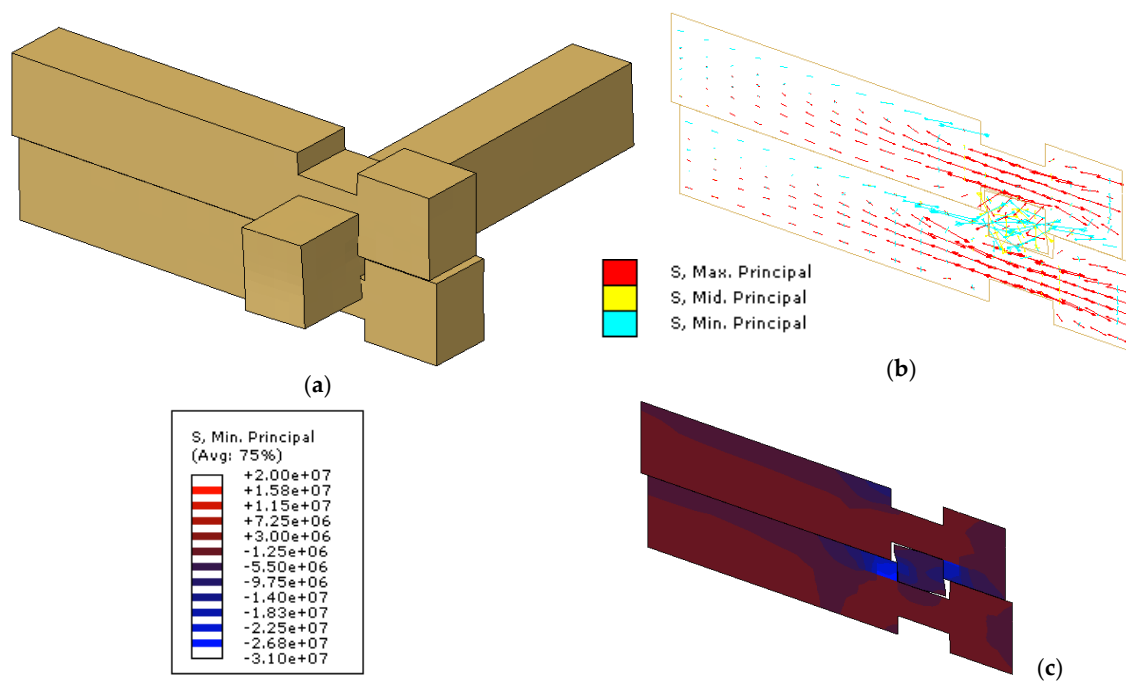 S, Max. Principal
S, Mid. Principal
S, Min. Principal
(b)
(a)
S, Min. Principal
(Avg: 75%)
+2.00e+07
+1.58e+07
+1.15e+07
+7.25e+06
+3.00e+06
-1.25e+06
-5.50e+06
-9.75e+06
-1.40e+07
-1.83e+07
-2.25e+07
-2.68e+07
-3.10e+07
(c)